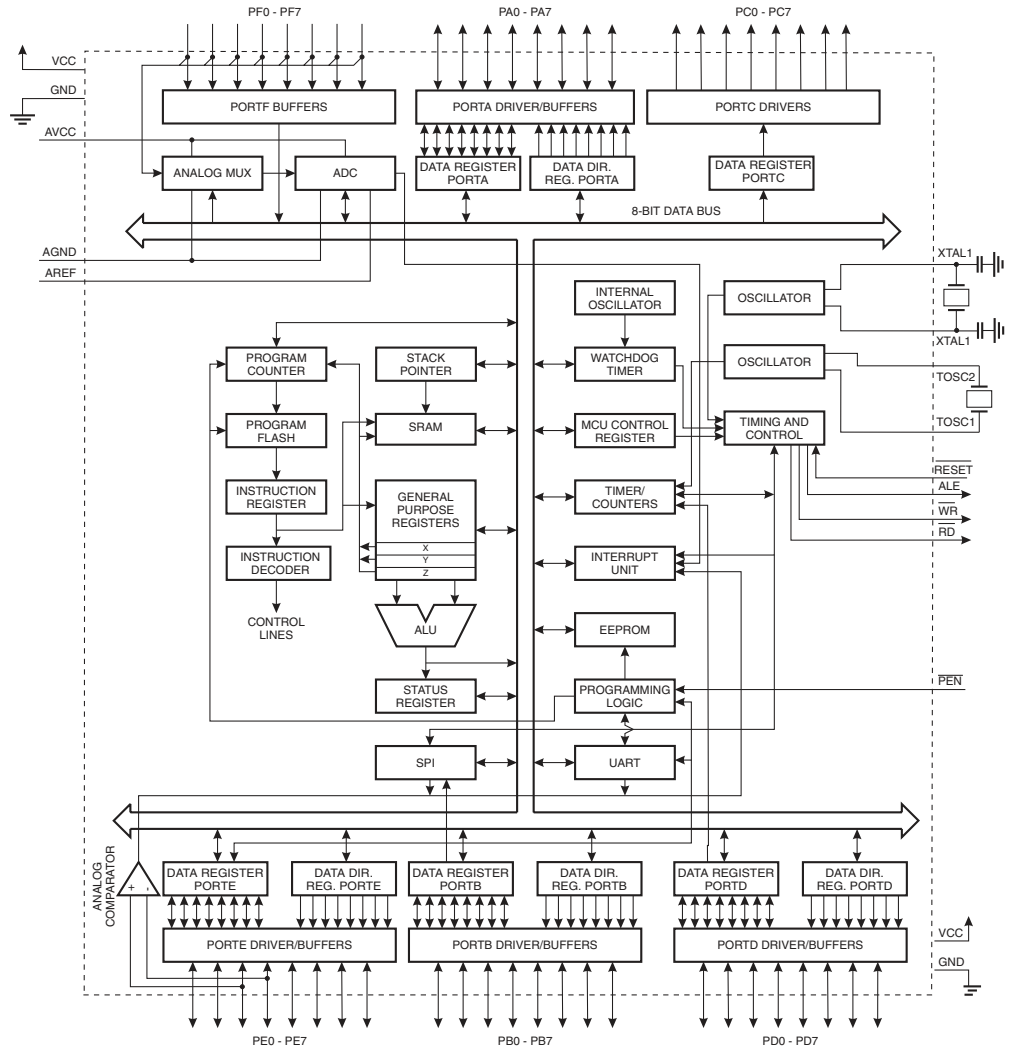 PF0 - PF7
PA0 - PA7
PC0 - PC7
VCC
GND
PORTF BUFFERS
PORTA DRIVER/BUFFERS
PORTC DRIVERS
AVCC
ANALOG MUX
ADC
DATA REGISTER
PORTA
DATA DIR.
REG. PORTA
DATA REGISTER
PORTC
8-BIT DATA BUS
AGND
AREF
XTAL1
INTERNAL
OSCILLATOR
OSCILLATOR
XTAL1
PROGRAM
COUNTER
STACK
POINTER
WATCHDOG
TIMER
OSCILLATOR
TOSC2
PROGRAM
FLASH
SRAM
MCU CONTROL
REGISTER
TIMING AND
CONTROL
TOSC1
RESET
ALE
WR
RD
INSTRUCTION
REGISTER
GENERAL
PURPOSE
REGISTERS
X
Y
Z
TIMER/
COUNTERS
INSTRUCTION
DECODER
INTERRUPT
UNIT
CONTROL
LINES
ALU
EEPROM
STATUS
REGISTER
PROGRAMMING
LOGIC
PEN
SPI
UART
ANALOG
COMPARATOR
+ -
DATA REGISTER
PORTE
DATA DIR.
REG. PORTE
DATA REGISTER
PORTB
DATA DIR.
REG. PORTB
DATA REGISTER
PORTD
DATA DIR.
REG. PORTD
PORTE DRIVER/BUFFERS
PORTB DRIVER/BUFFERS
PORTD DRIVER/BUFFERS
VCC
GND
PE0 - PE7
PB0 - PB7
PD0 - PD7